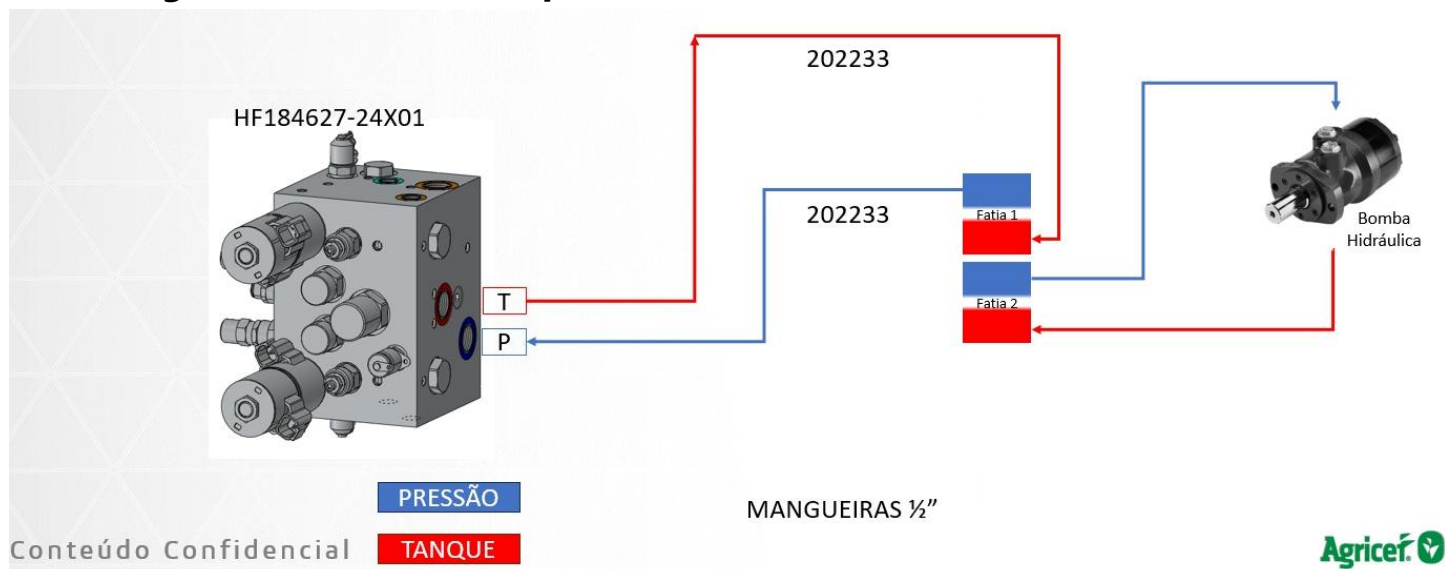 202233
HF184627-24X01
202233
Fatia 1
Bomba
Hidráulica
T
Fatia 2
P
PRESSÃO
MANGUEIRAS ½”
Conteúdo Confidencial
TANQUE
Agricef